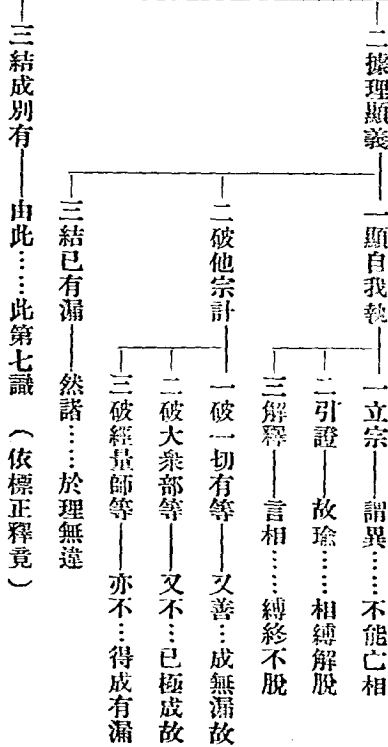 二據理顯義
一顯自我執
一立宗——謂異……不能亡相
二引證——故瑜……相縛解脫
三解釋——言相……縛終不脫
二破他宗計
一破一切有等——又善…成無漏故
二破大衆部等——又不…已極成故
三破經量師等——亦不…得成有漏
三結已有漏——然諸……於理無違
三結成別有——由此……此第七識　（依標正釋竟）